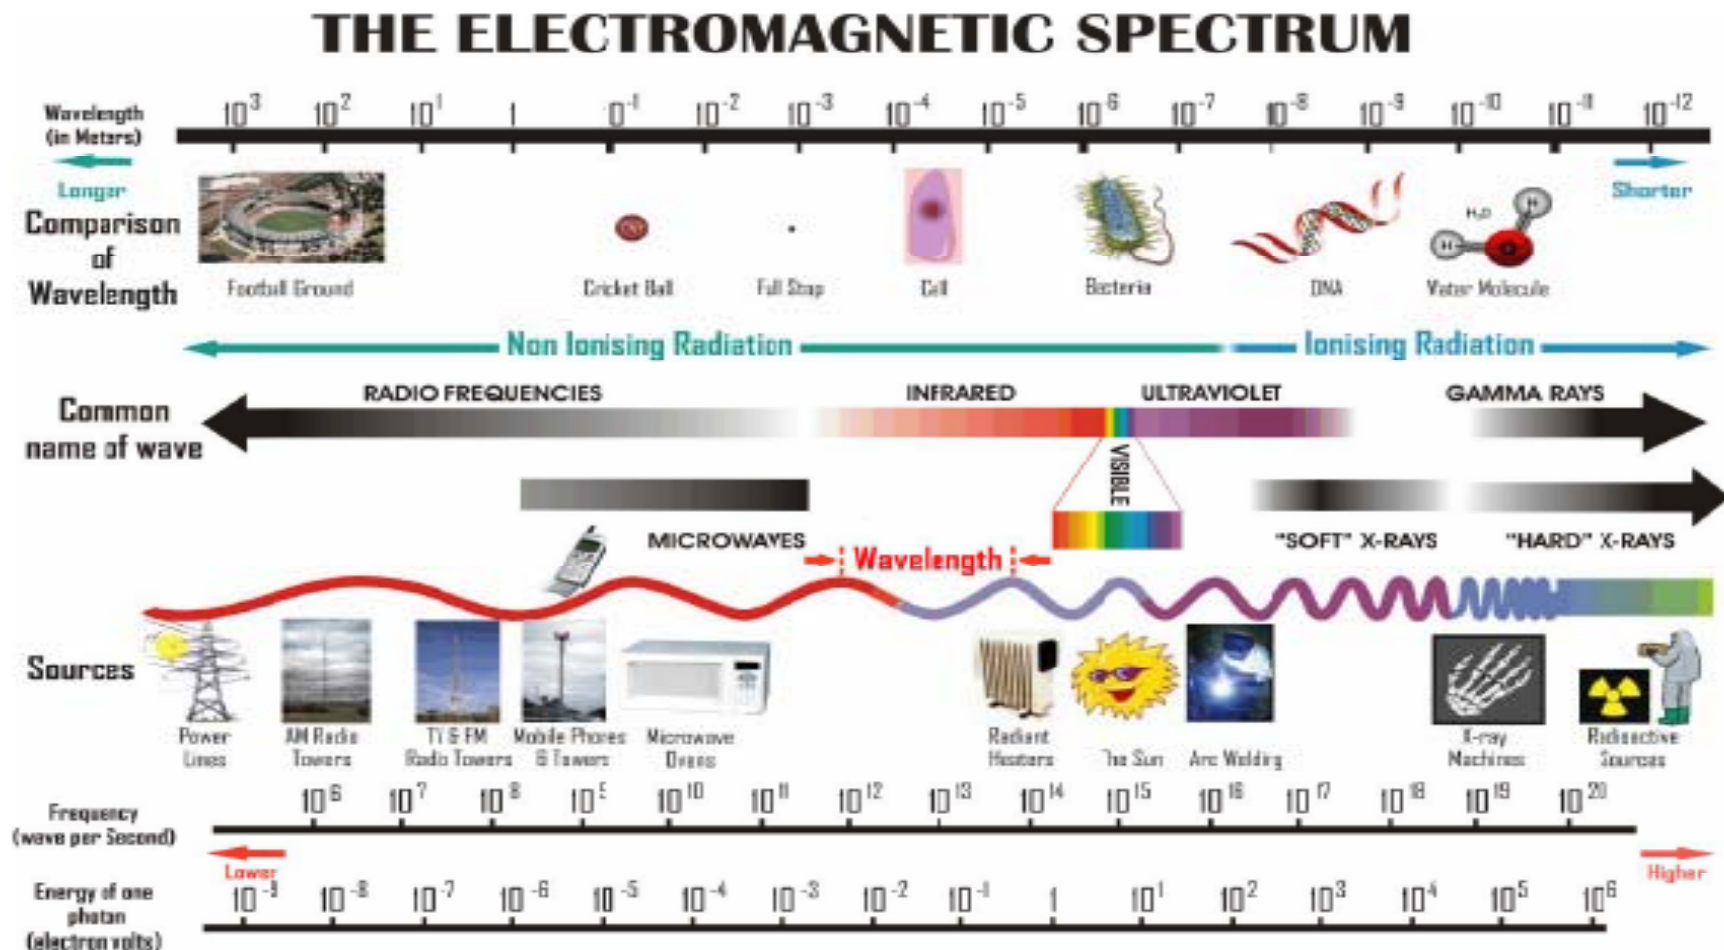 THE ELECTROMAGNETIC SPECTRUM
Wavelength
(in Meters)
10³ 10² 10¹ 1 10⁻¹ 10⁻² 10⁻³ 10⁻⁴ 10⁻⁵ 10⁻⁶ 10⁻⁷ 10⁻⁸ 10⁻⁹ 10⁻¹⁰ 10⁻¹¹ 10⁻¹²
Longer
Shorter
Comparison
of
Wavelength
H₂O
H
H
O
Football Ground
Cricket Ball
Full Stop
Cell
Bacteria
DNA
Water Molecule
Non Ionising Radiation
Ionising Radiation
Common
name of wave
RADIO FREQUENCIES
INFRARED
ULTRAVIOLET
GAMMA RAYS
VISIBLE
MICROWAVES
"SOFT" X-RAYS
"HARD" X-RAYS
Wavelength
Sources
Power
Lines
AM Radio
Towers
TV & FM
Radio Towers
Mobile Phones
& Towers
Microwave
Ovens
Radiant
Heaters
The Sun
Arc Welding
X-ray
Machines
Radioactive
Sources
Frequency
(wave per Second)
10⁶ 10⁷ 10⁸ 10⁹ 10¹⁰ 10¹¹ 10¹² 10¹³ 10¹⁴ 10¹⁵ 10¹⁶ 10¹⁷ 10¹⁸ 10¹⁹ 10²⁰
Lower
Higher
Energy of one
photon
(electron volts)
10⁻⁹ 10⁻⁸ 10⁻⁷ 10⁻⁶ 10⁻⁵ 10⁻⁴ 10⁻³ 10⁻² 10⁻¹ 1 10¹ 10² 10³ 10⁴ 10⁵ 10⁶